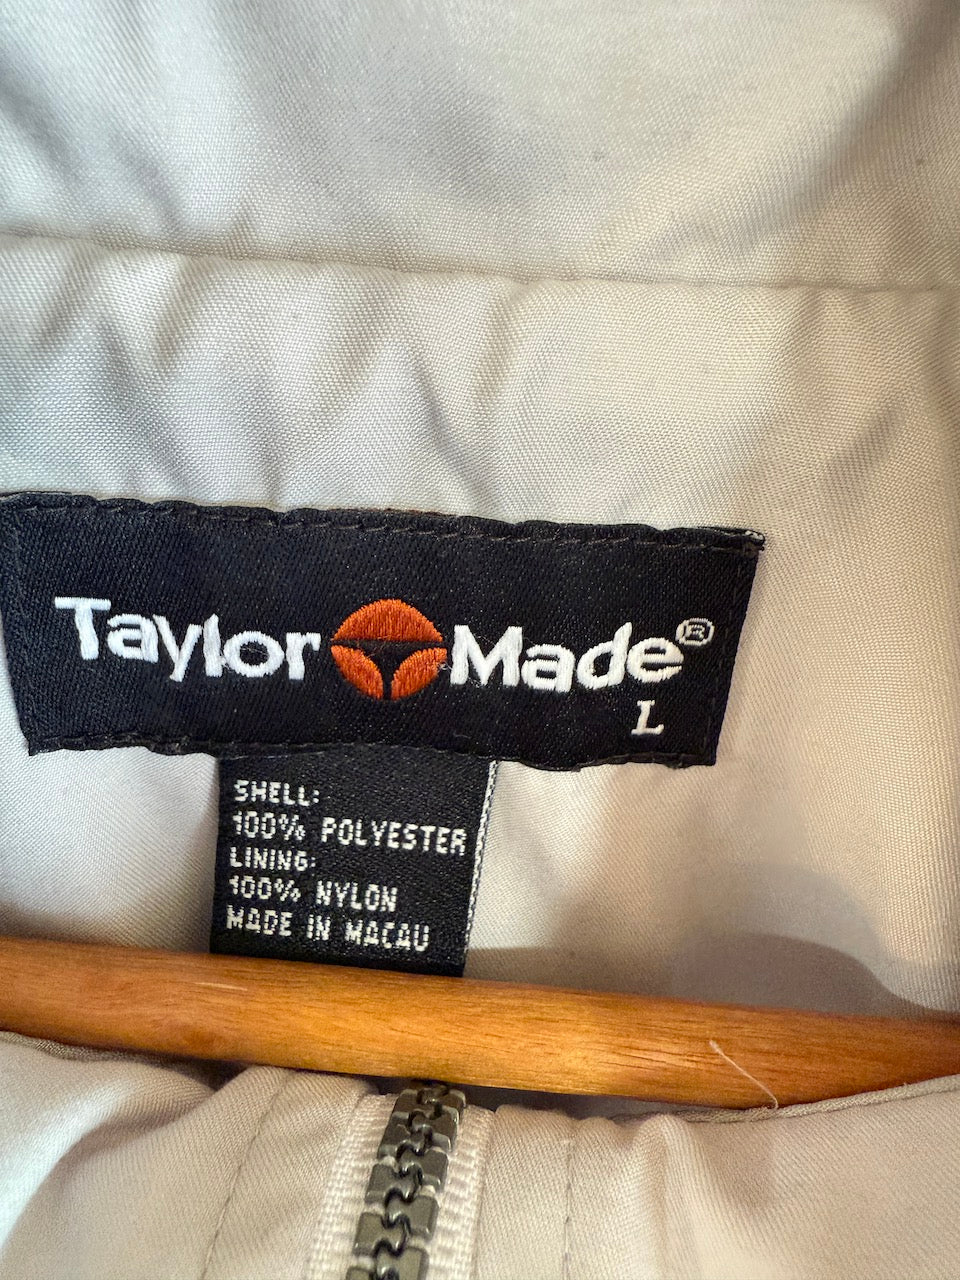 Taylor Made®
L
SHELL:
100% POLYESTER
LINING:
100% NYLON
MADE IN MACAU